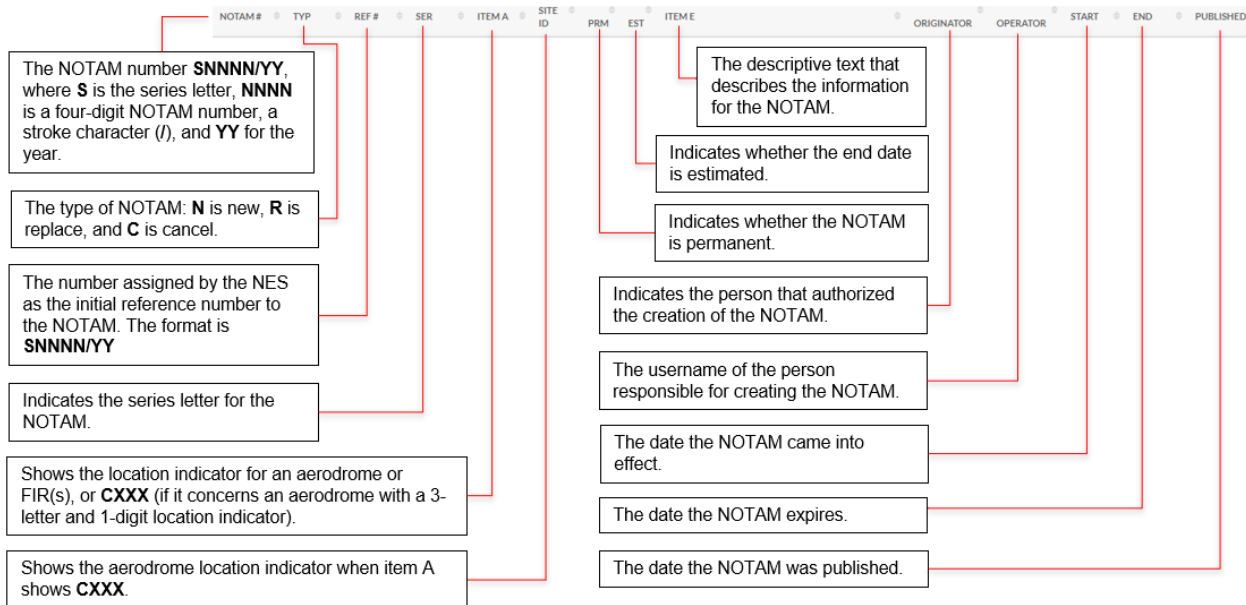 NOTAM # TYP REF # SER ITEM A SITE ID PRM EST ITEM E ORIGINATOR OPERATOR START END PUBLISHED
The NOTAM number SNNNN/YY,
where S is the series letter, NNNN
is a four-digit NOTAM number, a
stroke character (/), and YY for the
year.
The type of NOTAM: N is new, R is
replace, and C is cancel.
The number assigned by the NES
as the initial reference number to
the NOTAM. The format is
SNNNN/YY
Indicates the series letter for the
NOTAM.
Shows the location indicator for an aerodrome or
FIR(s), or CXXX (if it concerns an aerodrome with a 3-
letter and 1-digit location indicator).
Shows the aerodrome location indicator when item A
shows CXXX.
The descriptive text that
describes the information
for the NOTAM.
Indicates whether the end date
is estimated.
Indicates whether the NOTAM
is permanent.
Indicates the person that authorized
the creation of the NOTAM.
The username of the person
responsible for creating the NOTAM.
The date the NOTAM came into
effect.
The date the NOTAM expires.
The date the NOTAM was published.